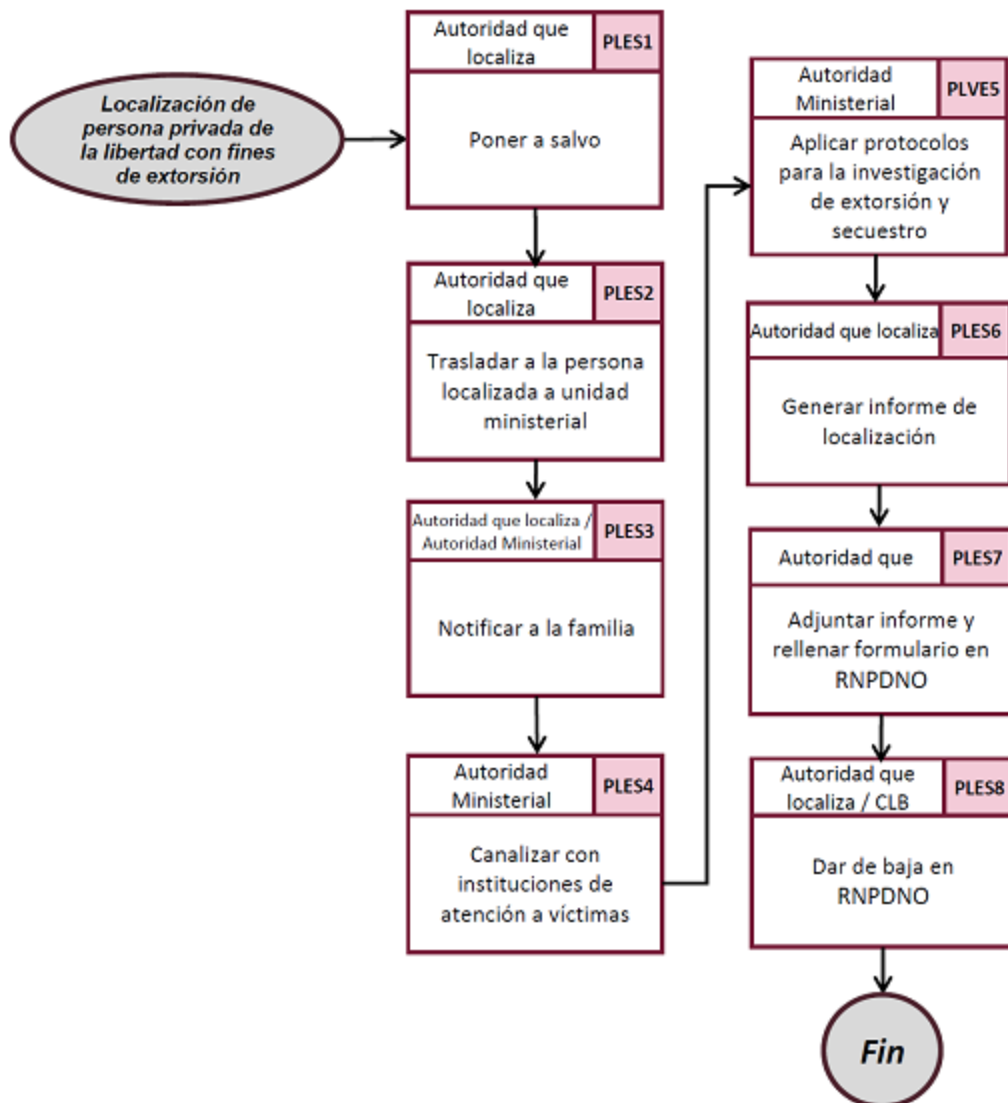 Localización de
persona privada de
la libertad con fines
de extorsión
Autoridad que
localiza
PLES1
Poner a salvo
Autoridad que
localiza
PLES2
Trasladar a la persona
localizada a unidad
ministerial
Autoridad que localiza /
Autoridad Ministerial
PLES3
Notificar a la familia
Autoridad
Ministerial
PLES4
Canalizar con
instituciones de
atención a víctimas
Autoridad
Ministerial
PLVE5
Aplicar protocolos
para la investigación
de extorsión y
secuestro
Autoridad que localiza
PLES6
Generar informe de
localización
Autoridad que
PLES7
Adjuntar informe y
rellenar formulario en
RNPDNO
Autoridad que
localiza / CLB
PLES8
Dar de baja en
RNPDNO
Fin